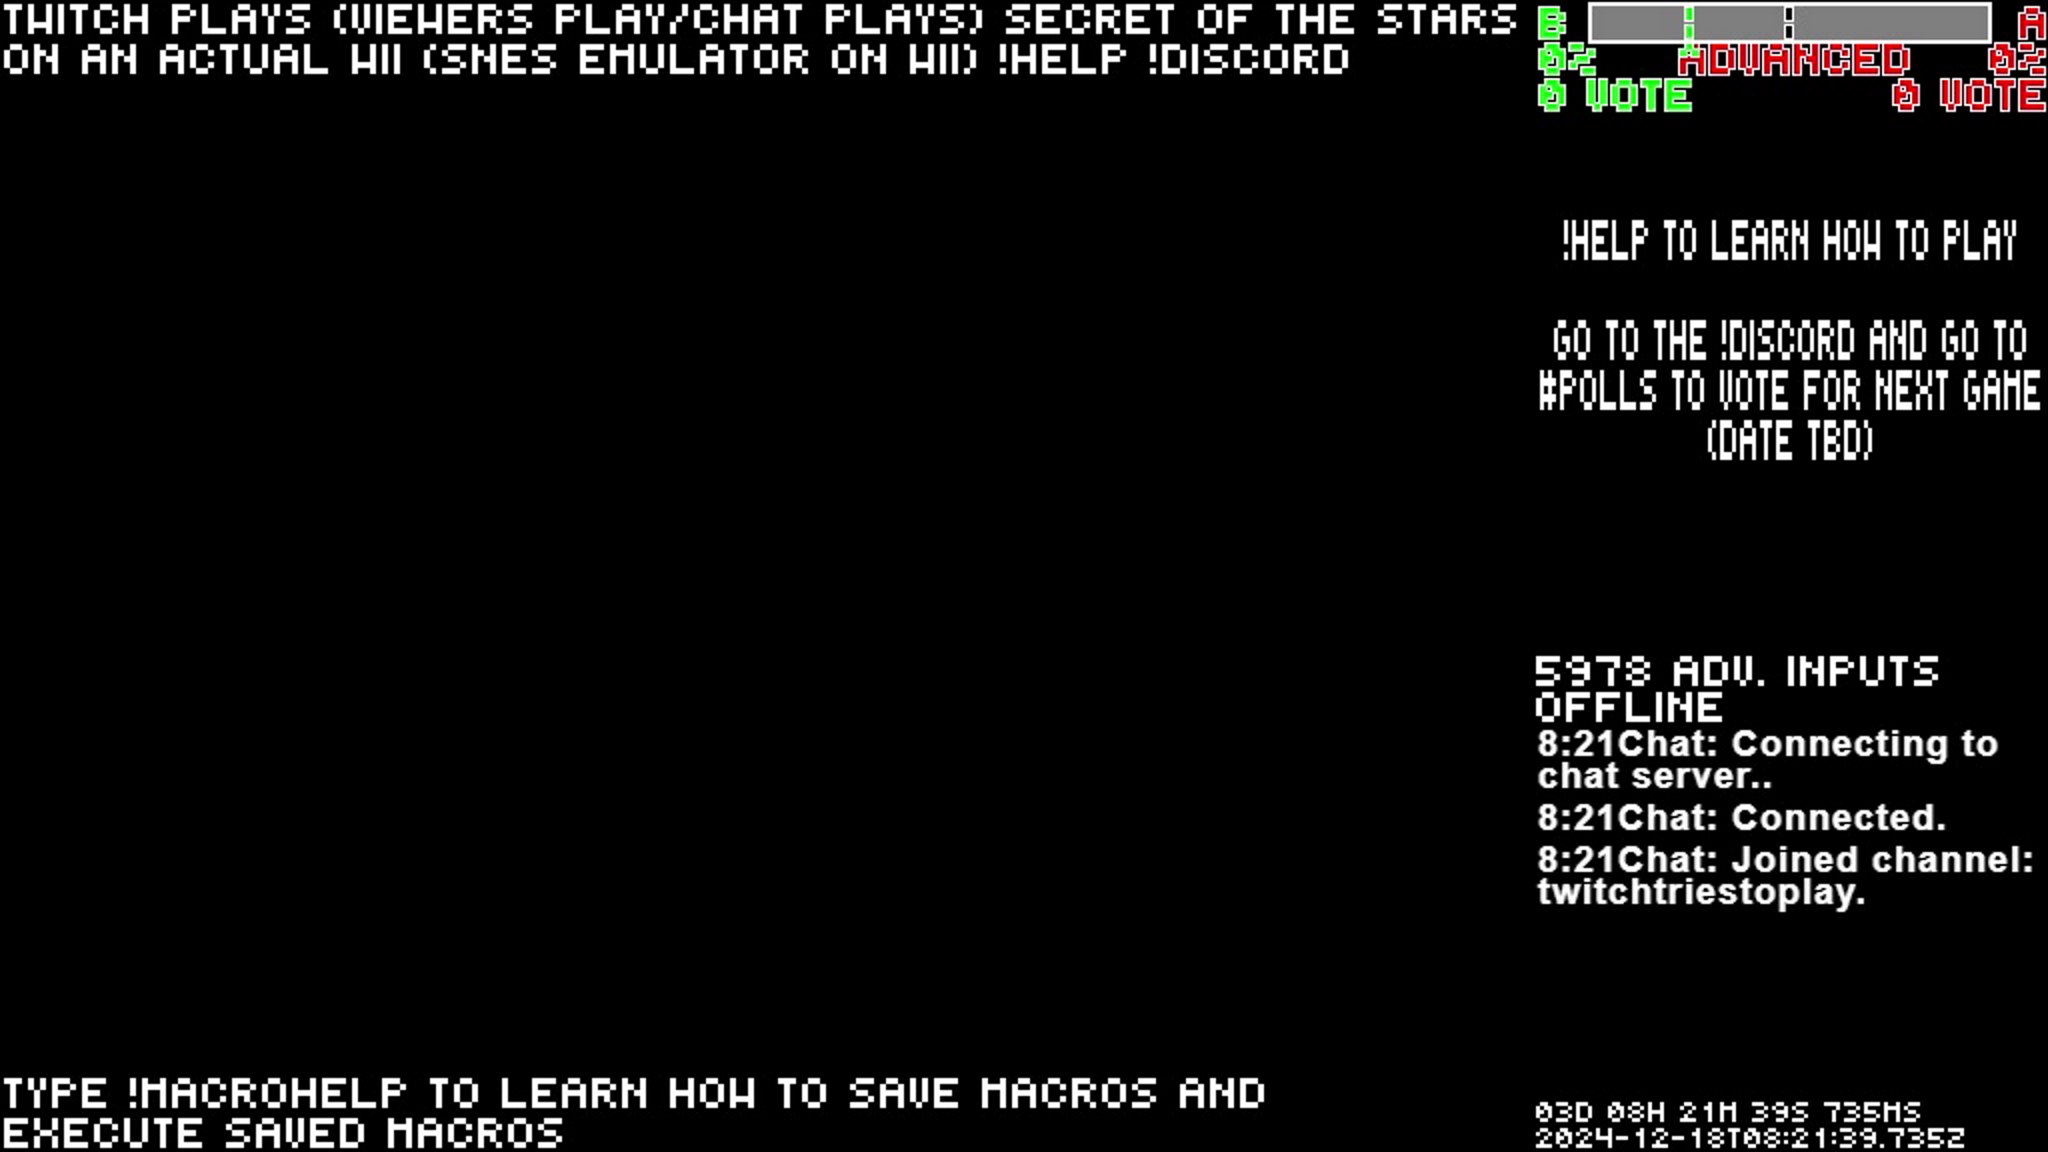 TWITCH PLAYS (VIEWERS PLAY/CHAT PLAYS) SECRET OF THE STARS
ON AN ACTUAL WII (SNES EMULATOR ON WII) !HELP !DISCORD
B A
0% ADVANCED 0%
0 VOTE 0 VOTE
!HELP TO LEARN HOW TO PLAY
GO TO THE !DISCORD AND GO TO
#POLLS TO VOTE FOR NEXT GAME
(DATE TBD)
5978 ADV. INPUTS
OFFLINE
8:21Chat: Connecting to
chat server..
8:21Chat: Connected.
8:21Chat: Joined channel:
twitchtriestoplay.
TYPE !MACROHELP TO LEARN HOW TO SAVE MACROS AND
EXECUTE SAVED MACROS
03D 08H 21M 39S 735MS
2024-12-18T08:21:39.735Z